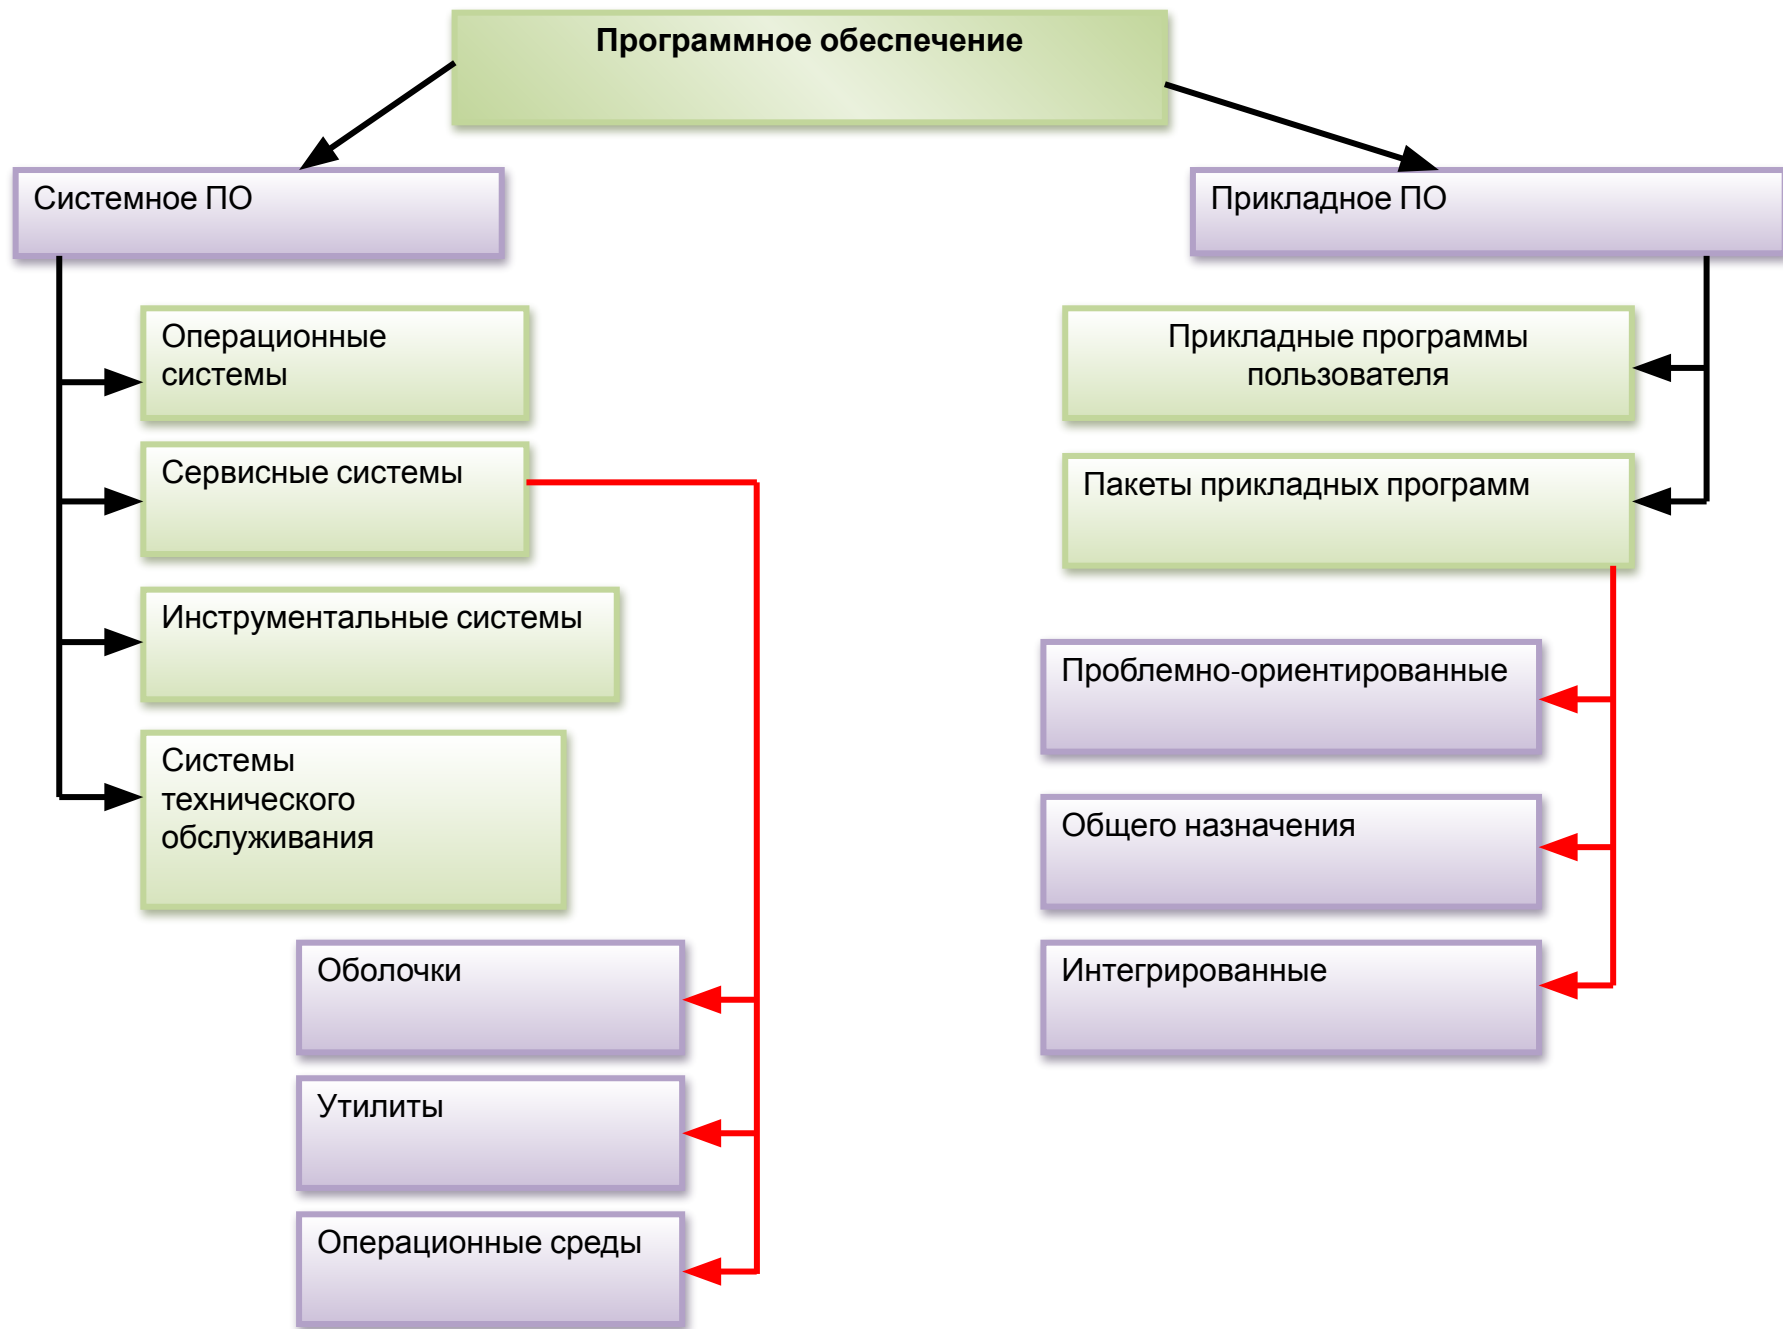 Программное обеспечение
Системное ПО
Прикладное ПО
Операционные
системы
Сервисные системы
Инструментальные системы
Системы
технического
обслуживания
Оболочки
Утилиты
Операционные среды
Прикладные программы
пользователя
Пакеты прикладных программ
Проблемно-ориентированные
Общего назначения
Интегрированные